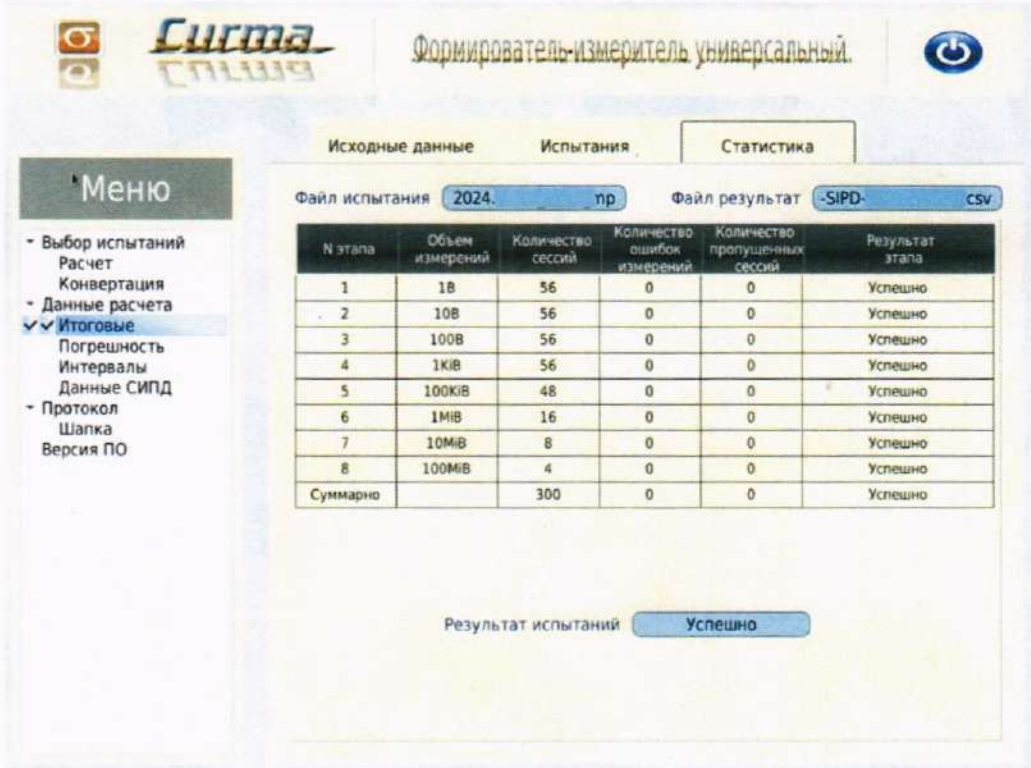 σ Сигма Формирователь-измеритель универсальный.
Исходные данные Испытания Статистика
Меню
Файл испытания 2024. _ _ пр Файл результат -SIPD- csv
Выбор испытаний
Расчет
Конвертация
Данные расчета
Итоговые
Погрешность
Интервалы
Данные СИПД
Протокол
Шапка
Версия ПО
N этапа Объем измерений Количество сессий Количество ошибок измерений Количество пропущенных сессий Результат этапа
1 1B 56 0 0 Успешно
2 10B 56 0 0 Успешно
3 100B 56 0 0 Успешно
4 1KiB 56 0 0 Успешно
5 100KiB 48 0 0 Успешно
6 1MiB 16 0 0 Успешно
7 10MiB 8 0 0 Успешно
8 100MiB 4 0 0 Успешно
Суммарно 300 0 0 Успешно
Результат испытаний Успешно